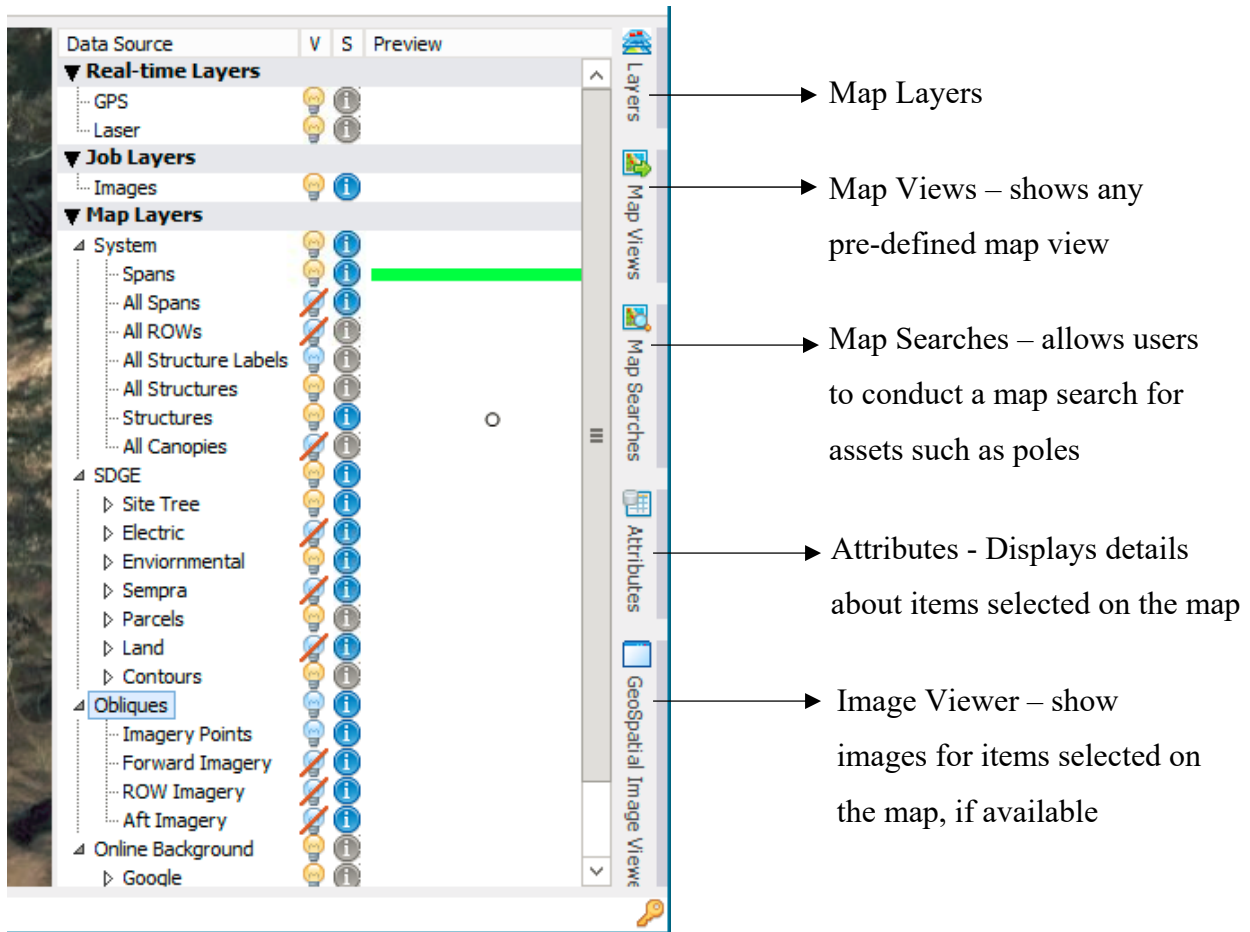 Data Source V S Preview
Real-time Layers
GPS
Laser
Job Layers
Images
Map Layers
System
Spans
All Spans
All ROWs
All Structure Labels
All Structures
Structures
All Canopies
SDGE
Site Tree
Electric
Enviornmental
Sempra
Parcels
Land
Contours
Obliques
Imagery Points
Forward Imagery
ROW Imagery
Aft Imagery
Online Background
Google
Layers
Map Views
Map Searches
Attributes
GeoSpatial Image Viewe
Map Layers
Map Views – shows any
pre-defined map view
Map Searches – allows users
to conduct a map search for
assets such as poles
Attributes - Displays details
about items selected on the map
Image Viewer – show
images for items selected on
the map, if available